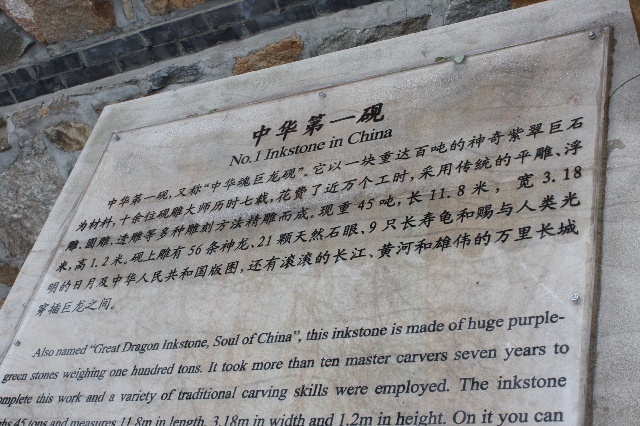 中华第一砚
No.1 Inkstone in China
中华第一砚，又称“中华魂巨龙砚”。它以一块重达百吨的神奇紫翠巨石
为材料，十余位砚雕大师历时七载，花费了近万个工时，采用传统的平雕、浮
雕、圆雕、透雕等多种雕刻方法精雕而成。现重45吨，长11.8米，宽3.18
米，高1.2米。砚上雕有56条神龙，21颗天然石眼，9只长寿龟和赐与人类光
明的日月及中华人民共和国版图，还有滚滚的长江、黄河和雄伟的万里长城
穿插巨龙之间。
Also named “Great Dragon Inkstone, Soul of China”, this inkstone is made of huge purple-
green stones weighing one hundred tons. It took more than ten master carvers seven years to
mplete this work and a variety of traditional carving skills were employed. The inkstone
ghs 45 tons and measures 11.8m in length, 3.18m in width and 1.2m in height. On it you can